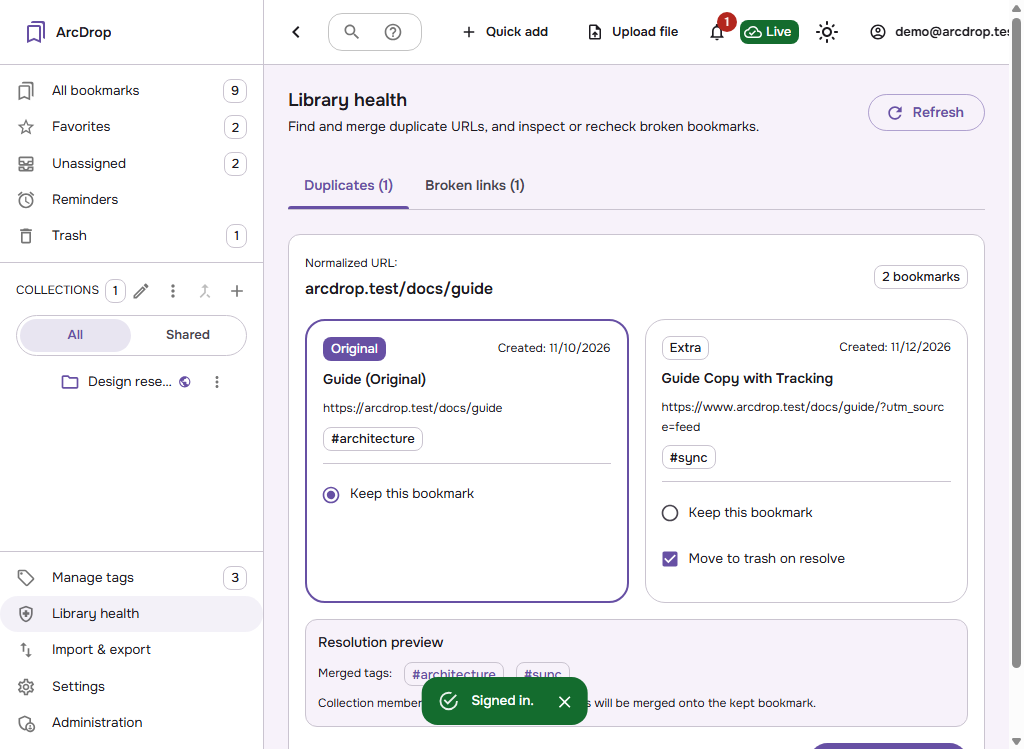 ArcDrop
Quick add
Upload file
1
Live
demo@arcdrop.tes
All bookmarks 9
Favorites 2
Unassigned 2
Reminders
Trash 1
COLLECTIONS 1
All Shared
Design rese...
Manage tags 3
Library health
Import & export
Settings
Administration
Library health
Find and merge duplicate URLs, and inspect or recheck broken bookmarks.
Refresh
Duplicates (1) Broken links (1)
Normalized URL:
arcdrop.test/docs/guide
2 bookmarks
Original Created: 11/10/2026
Guide (Original)
https://arcdrop.test/docs/guide
#architecture
Keep this bookmark
Extra Created: 11/12/2026
Guide Copy with Tracking
https://www.arcdrop.test/docs/guide/?utm_sourc
e=feed
#sync
Keep this bookmark
Move to trash on resolve
Resolution preview
Merged tags: #architecture #sync
Collection member s will be merged onto the kept bookmark.
Signed in.